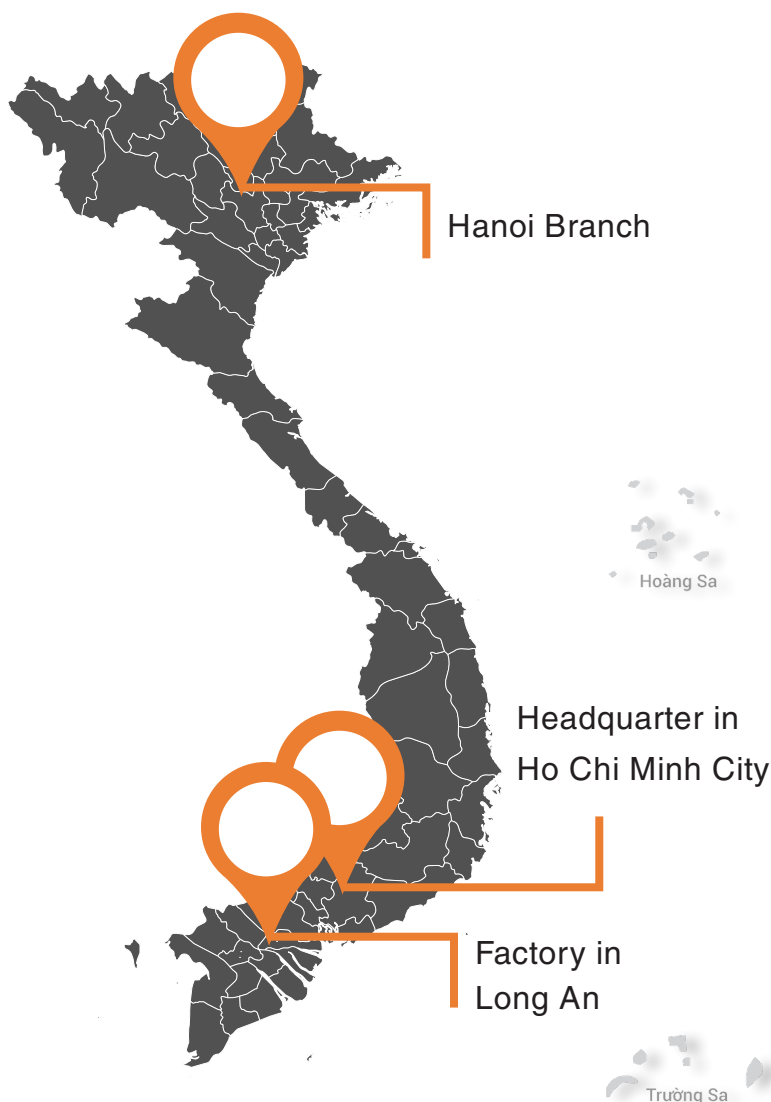 Hanoi Branch
Hoàng Sa
Headquarter in
Ho Chi Minh City
Factory in
Long An
Trường Sa